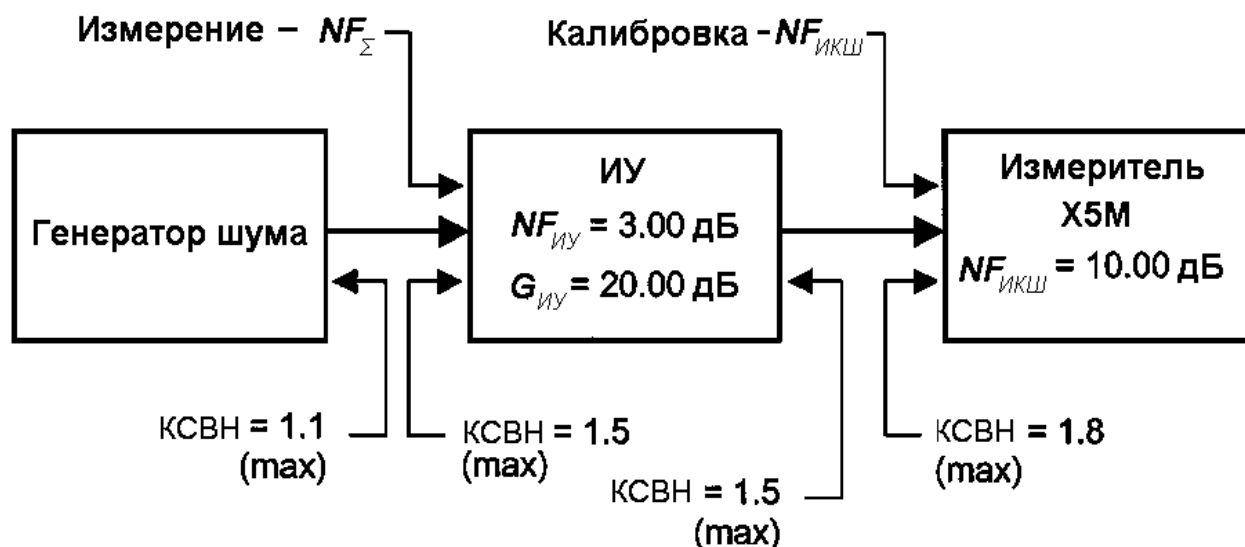 Измерение – NF_Σ
Калибровка - NF_ИКШ
Генератор шума
ИУ
NF_ИУ = 3.00 дБ
G_ИУ = 20.00 дБ
Измеритель
Х5М
NF_ИКШ = 10.00 дБ
КСВН = 1.1
(max)
КСВН = 1.5
(max)
КСВН = 1.5
(max)
КСВН = 1.8
(max)